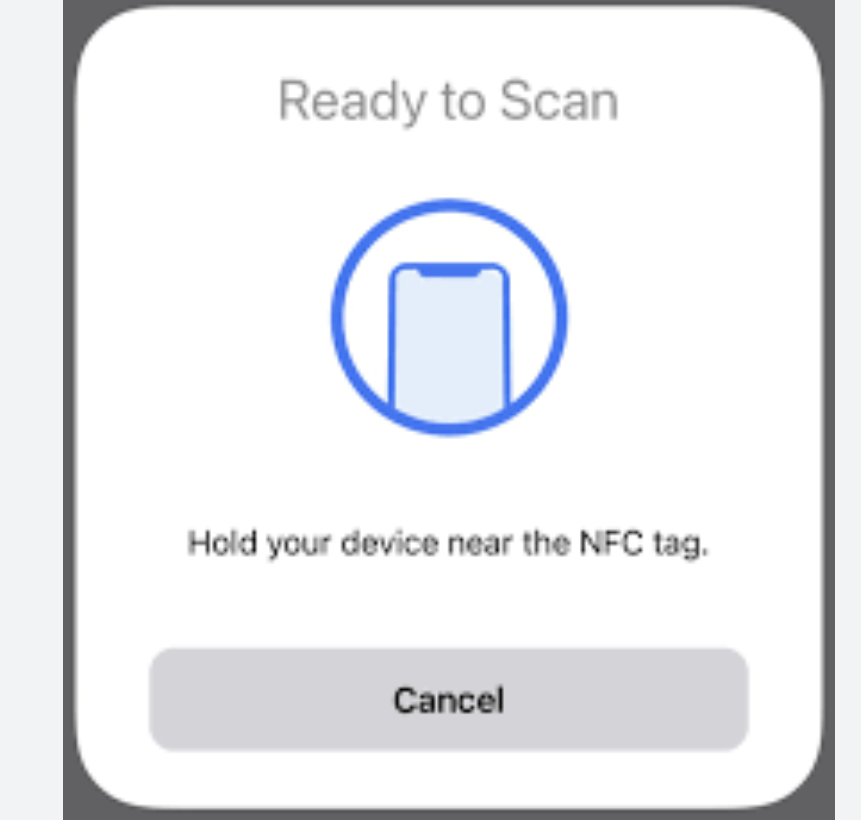 Ready to Scan
Hold your device near the NFC tag.
Cancel